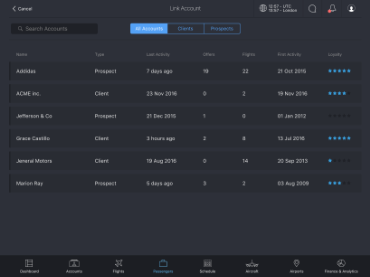 Cancel
Link Account
12:57 - UTC
19:57 - London
Search Accounts
All Accounts Clients Prospects
Name Type Last Activity Offers Flights First Activity Loyalty
Addidas Prospect 7 days ago 19 22 21 Oct 2015
ACME Inc. Client 23 Nov 2016 0 2 19 Nov 2016
Jefferson & Co Prospect 21 Dec 2015 1 0 01 Jan 2012
Grace Castillo Client 3 hours ago 2 8 13 Jul 2016
Jeneral Motors Client 19 Aug 2016 0 14 20 Sep 2013
Marion Ray Prospect 5 days ago 3 2 03 Aug 2009
Dashboard Accounts Flights Passengers Schedule Aircraft Airports Finance & Analytics